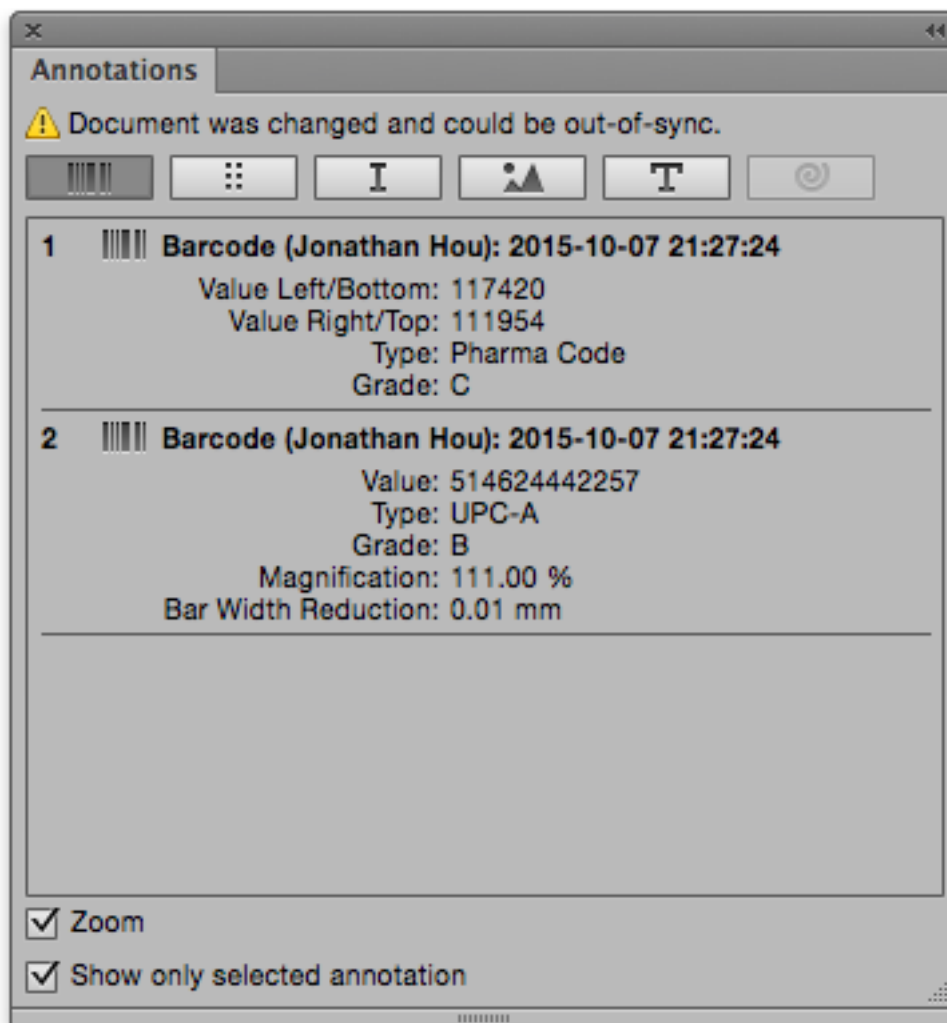 Annotations
Document was changed and could be out-of-sync.
1 Barcode (Jonathan Hou): 2015-10-07 21:27:24
Value Left/Bottom: 117420
Value Right/Top: 111954
Type: Pharma Code
Grade: C
2 Barcode (Jonathan Hou): 2015-10-07 21:27:24
Value: 514624442257
Type: UPC-A
Grade: B
Magnification: 111.00 %
Bar Width Reduction: 0.01 mm
Zoom
Show only selected annotation